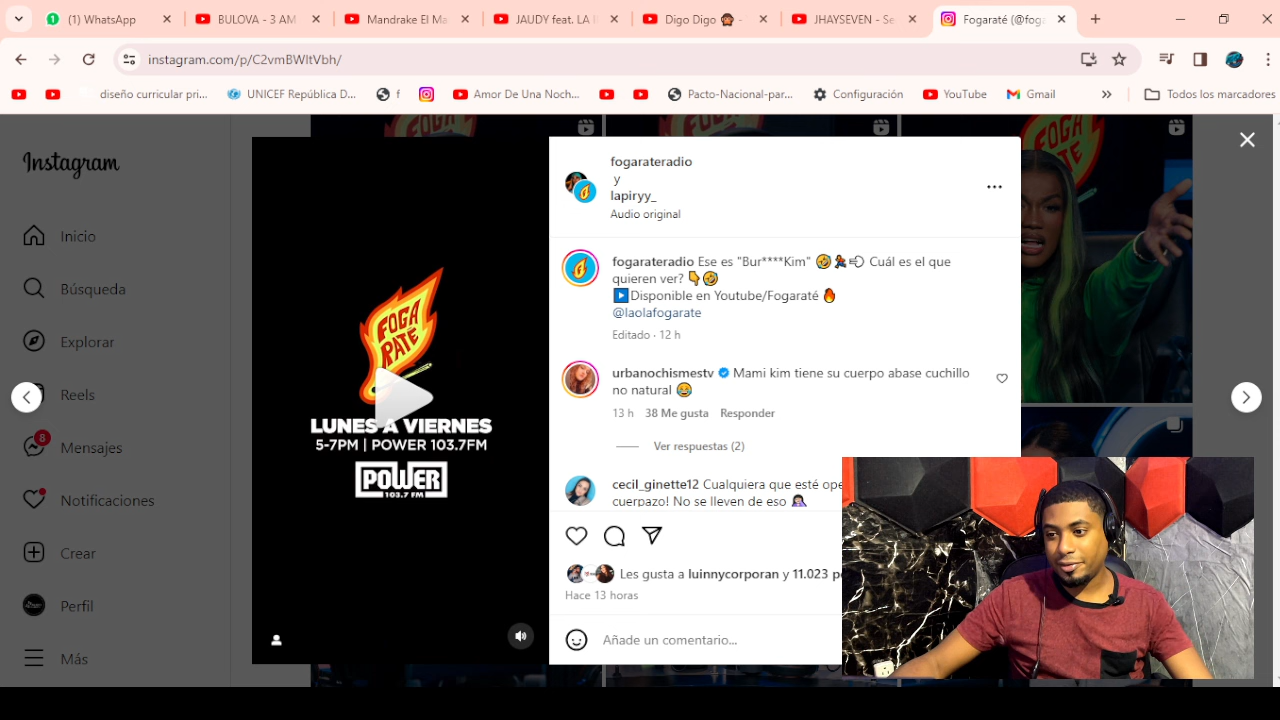 (1) WhatsApp
BULOVA - 3 AM
Mandrake El Ma
JAUDY feat. LA
Digo Digo
JHAYSEVEN - Se
Fogaraté (@foga
instagram.com/p/C2vmBWItVbh/
diseño curricular pri...
UNICEF República D...
f
Amor De Una Noch...
Pacto-Nacional-par...
Configuración
YouTube
Gmail
Todos los marcadores
Instagram
Inicio
Búsqueda
Explorar
Reels
8
Mensajes
Notificaciones
Crear
Perfil
Más
FOGA
RATE
LUNES A VIERNES
5-7PM | POWER 103.7FM
POWER
103.7 FM
fogarateradio
y
lapiryy_
Audio original
fogarateradio Ese es "Bur****Kim" 🤣💨 Cuál es el que
quieren ver? 👇🤣
▶️Disponible en Youtube/Fogaraté 🔥
@laolafogarate
Editado · 12 h
urbanochismestv Mami kim tiene su cuerpo abase cuchillo
no natural 😂
13 h 38 Me gusta Responder
Ver respuestas (2)
cecil_ginette12 Cualquiera que esté ope
cuerpazo! No se lleven de eso
Les gusta a luinnycorporan y 11.023 pe
Hace 13 horas
Añade un comentario...
FOGA
RATE